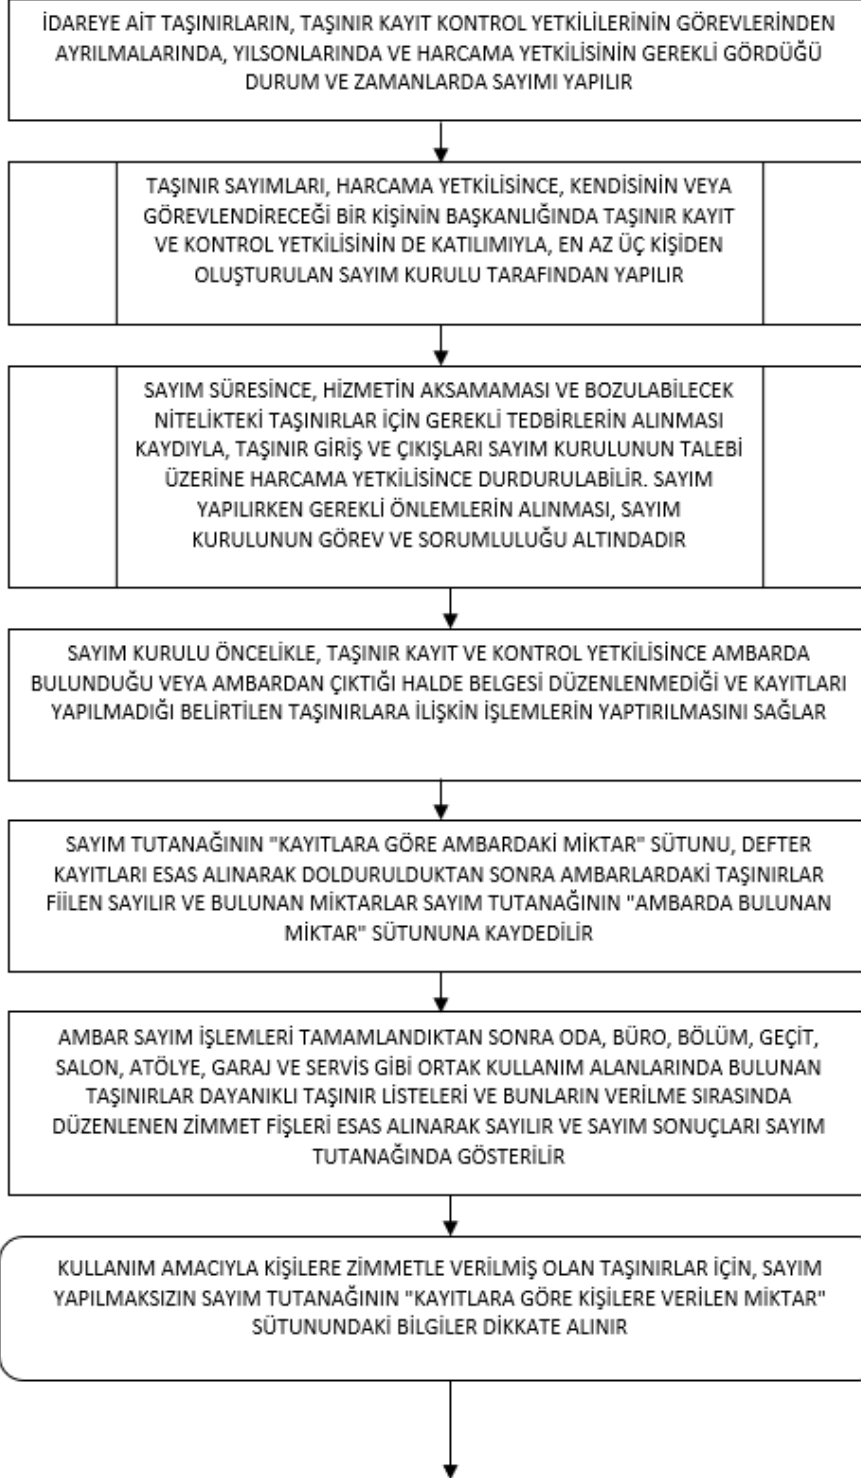 İDAREYE AİT TAŞINIRLARIN, TAŞINIR KAYIT KONTROL YETKİLİLERİNİN GÖREVLERİNDEN
AYRILMALARINDA, YILSONLARINDA VE HARCAMA YETKİLİSİNİN GEREKLİ GÖRDÜĞÜ
DURUM VE ZAMANLARDA SAYIMI YAPILIR
TAŞINIR SAYIMLARI, HARCAMA YETKİLİSİNCE, KENDİSİNİN VEYA
GÖREVLENDİRECEĞİ BİR KİŞİNİN BAŞKANLIĞINDA TAŞINIR KAYIT
VE KONTROL YETKİLİSİNİN DE KATILIMIYLA, EN AZ ÜÇ KİŞİDEN
OLUŞTURULAN SAYIM KURULU TARAFINDAN YAPILIR
SAYIM SÜRESİNCE, HİZMETİN AKSAMAMASI VE BOZULABİLECEK
NİTELİKTEKİ TAŞINIRLAR İÇİN GEREKLİ TEDBİRLERİN ALINMASI
KAYDIYLA, TAŞINIR GİRİŞ VE ÇIKIŞLARI SAYIM KURULUNUN TALEBİ
ÜZERİNE HARCAMA YETKİLİSİNCE DURDURULABİLİR. SAYIM
YAPILIRKEN GEREKLİ ÖNLEMLERİN ALINMASI, SAYIM
KURULUNUN GÖREV VE SORUMLULUĞU ALTINDADIR
SAYIM KURULU ÖNCELİKLE, TAŞINIR KAYIT VE KONTROL YETKİLİSİNCE AMBARDA
BULUNDUĞU VEYA AMBARDAN ÇIKTIĞI HALDE BELGESİ DÜZENLENMEDİĞİ VE KAYITLARI
YAPILMADIĞI BELİRTİLEN TAŞINIRLARA İLİŞKİN İŞLEMLERİN YAPTIRILMASINI SAĞLAR
SAYIM TUTANAĞININ "KAYITLARA GÖRE AMBARDAKİ MİKTAR" SÜTUNU, DEFTER
KAYITLARI ESAS ALINARAK DOLDURULDUKTAN SONRA AMBARLARDAKİ TAŞINIRLAR
FİİLEN SAYILIR VE BULUNAN MİKTARLAR SAYIM TUTANAĞININ "AMBARDA BULUNAN
MİKTAR" SÜTUNUNA KAYDEDİLİR
AMBAR SAYIM İŞLEMLERİ TAMAMLANDIKTAN SONRA ODA, BÜRO, BÖLÜM, GEÇİT,
SALON, ATÖLYE, GARAJ VE SERVİS GİBİ ORTAK KULLANIM ALANLARINDA BULUNAN
TAŞINIRLAR DAYANIKLI TAŞINIR LİSTELERİ VE BUNLARIN VERİLME SIRASINDA
DÜZENLENEN ZİMMET FİŞLERİ ESAS ALINARAK SAYILIR VE SAYIM SONUÇLARI SAYIM
TUTANAĞINDA GÖSTERİLİR
KULLANIM AMACIYLA KİŞİLERE ZİMMETLE VERİLMİŞ OLAN TAŞINIRLAR İÇİN, SAYIM
YAPILMAKSIZIN SAYIM TUTANAĞININ "KAYITLARA GÖRE KİŞİLERE VERİLEN MİKTAR"
SÜTUNUNDAKİ BİLGİLER DİKKATE ALINIR